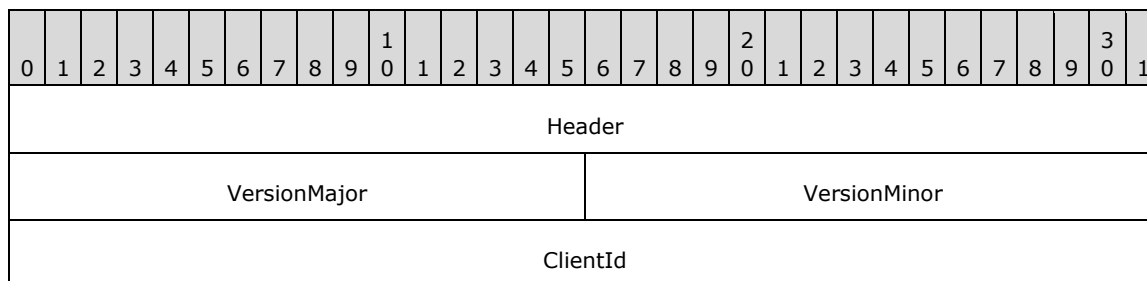 1 2 3
0 1 2 3 4 5 6 7 8 9 0 1 2 3 4 5 6 7 8 9 0 1 2 3 4 5 6 7 8 9 0 1
Header
VersionMajor VersionMinor
ClientId